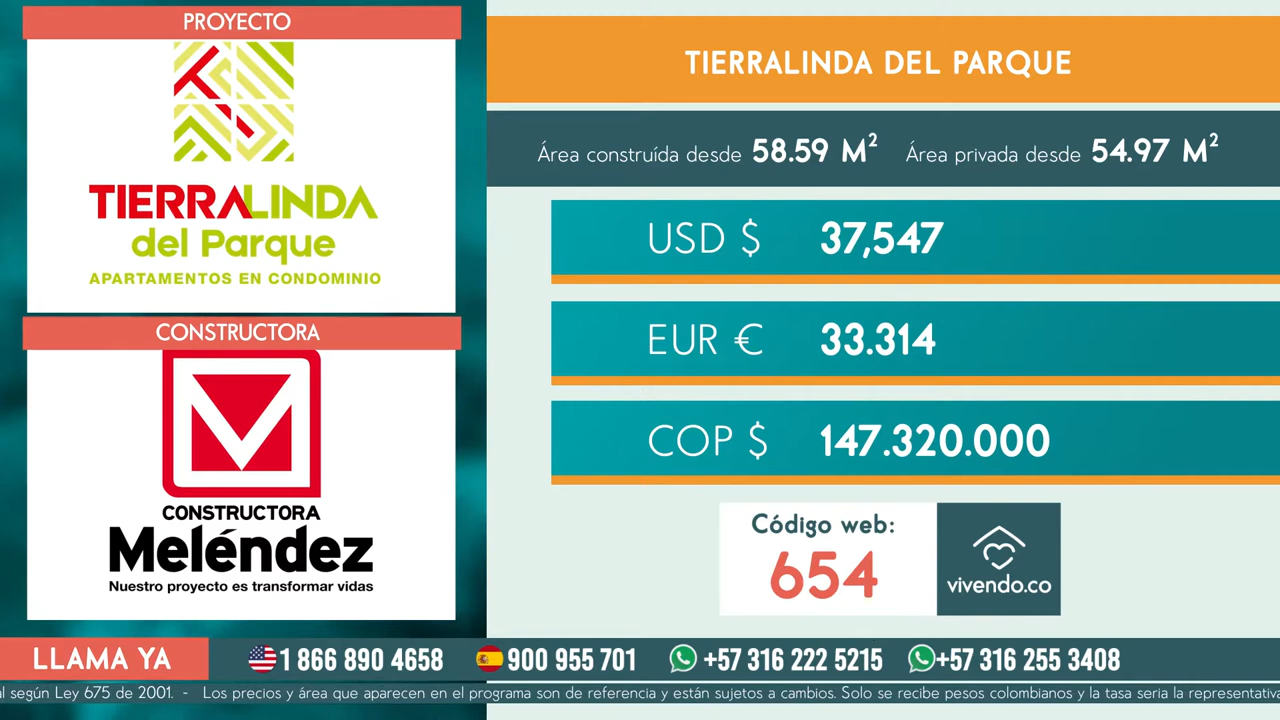 PROYECTO
TIERRALINDA
del Parque
APARTAMENTOS EN CONDOMINIO
CONSTRUCTORA
CONSTRUCTORA
Meléndez
Nuestro proyecto es transformar vidas
TIERRALINDA DEL PARQUE
Área construída desde 58.59 M² Área privada desde 54.97 M²
USD $ 37,547
EUR € 33.314
COP $ 147.320.000
Código web:
654
vivendo.co
LLAMA YA 1 866 890 4658 900 955 701 +57 316 222 5215 +57 316 255 3408
al según Ley 675 de 2001. - Los precios y área que aparecen en el programa son de referencia y están sujetos a cambios. Solo se recibe pesos colombianos y la tasa seria la representativa